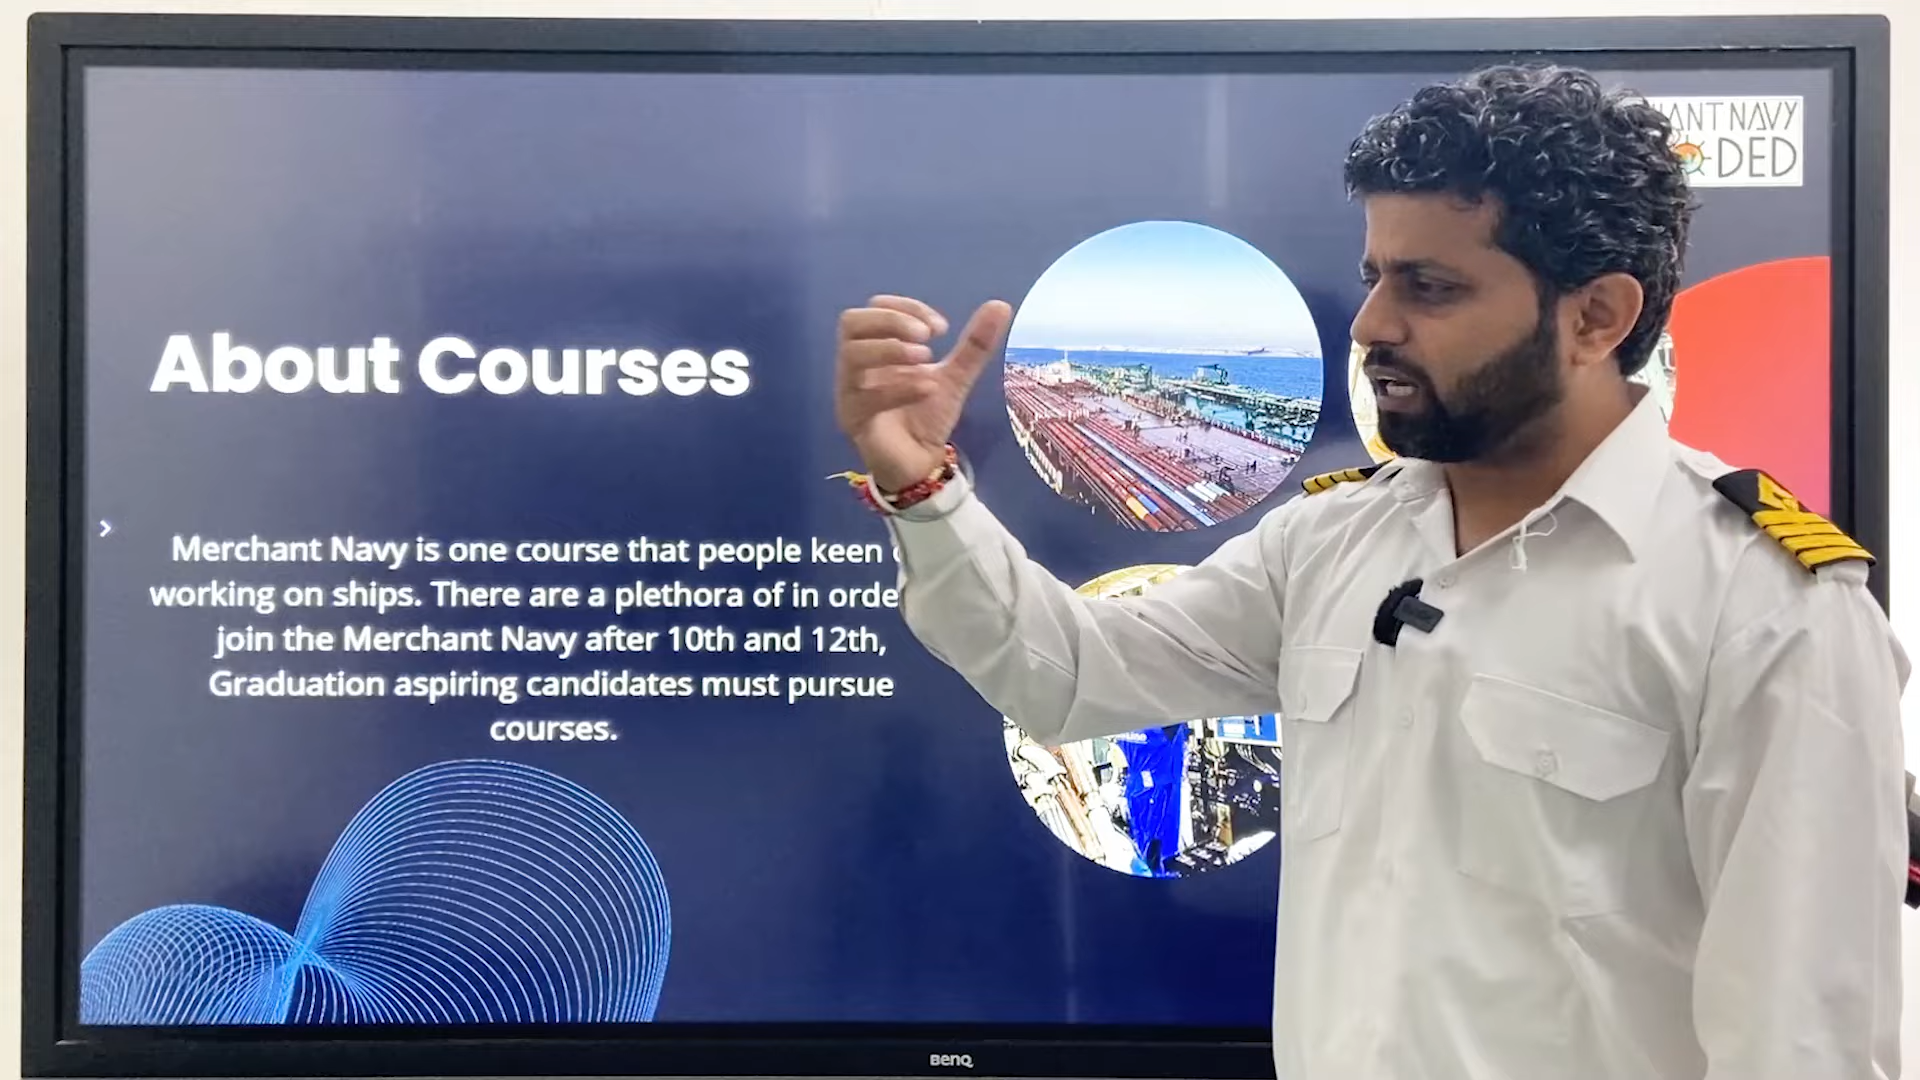 ANT NAVY
DED
About Courses
Merchant Navy is one course that people keen
working on ships. There are a plethora of in orde
join the Merchant Navy after 10th and 12th,
Graduation aspiring candidates must pursue
courses.
BenQ